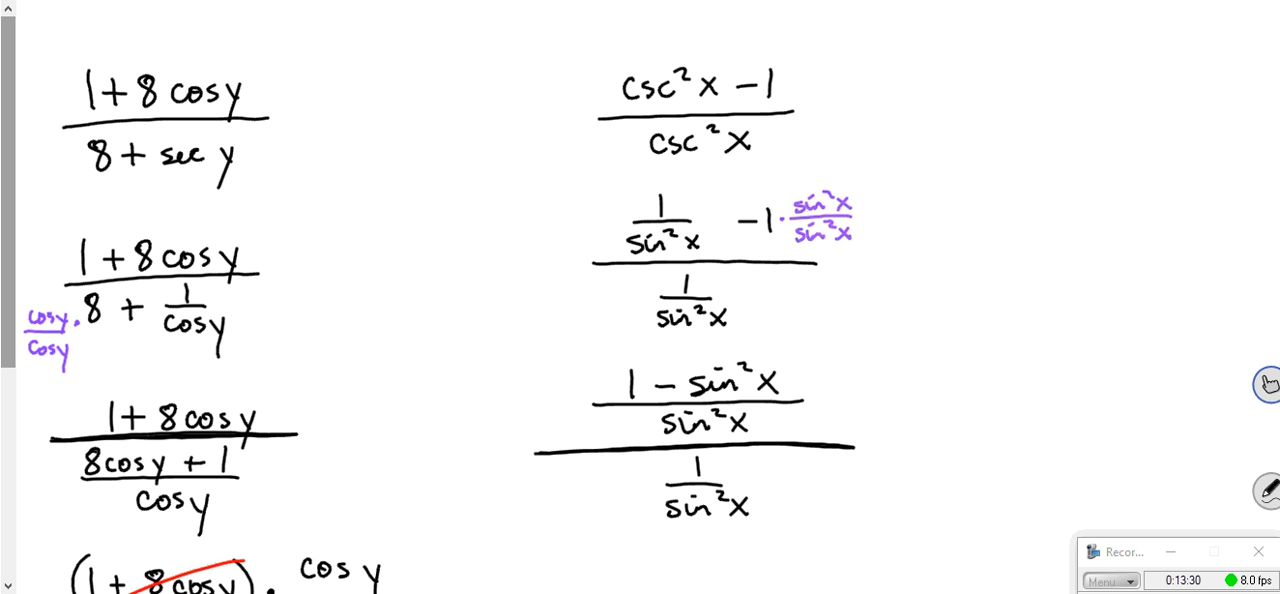 1 + 8 cos y
8 + sec y
1 + 8 cos y
cos y
cos y
· 8 + 1
cos y
1 + 8 cos y
8 cos y + 1
cos y
(1 + 8 cos y) · cos y
csc² x − 1
csc² x
1
sin² x
− 1 · sin² x
sin² x
1
sin² x
1 − sin² x
sin² x
1
sin² x
Recor...
Menu
0:13:30
8.0 fps